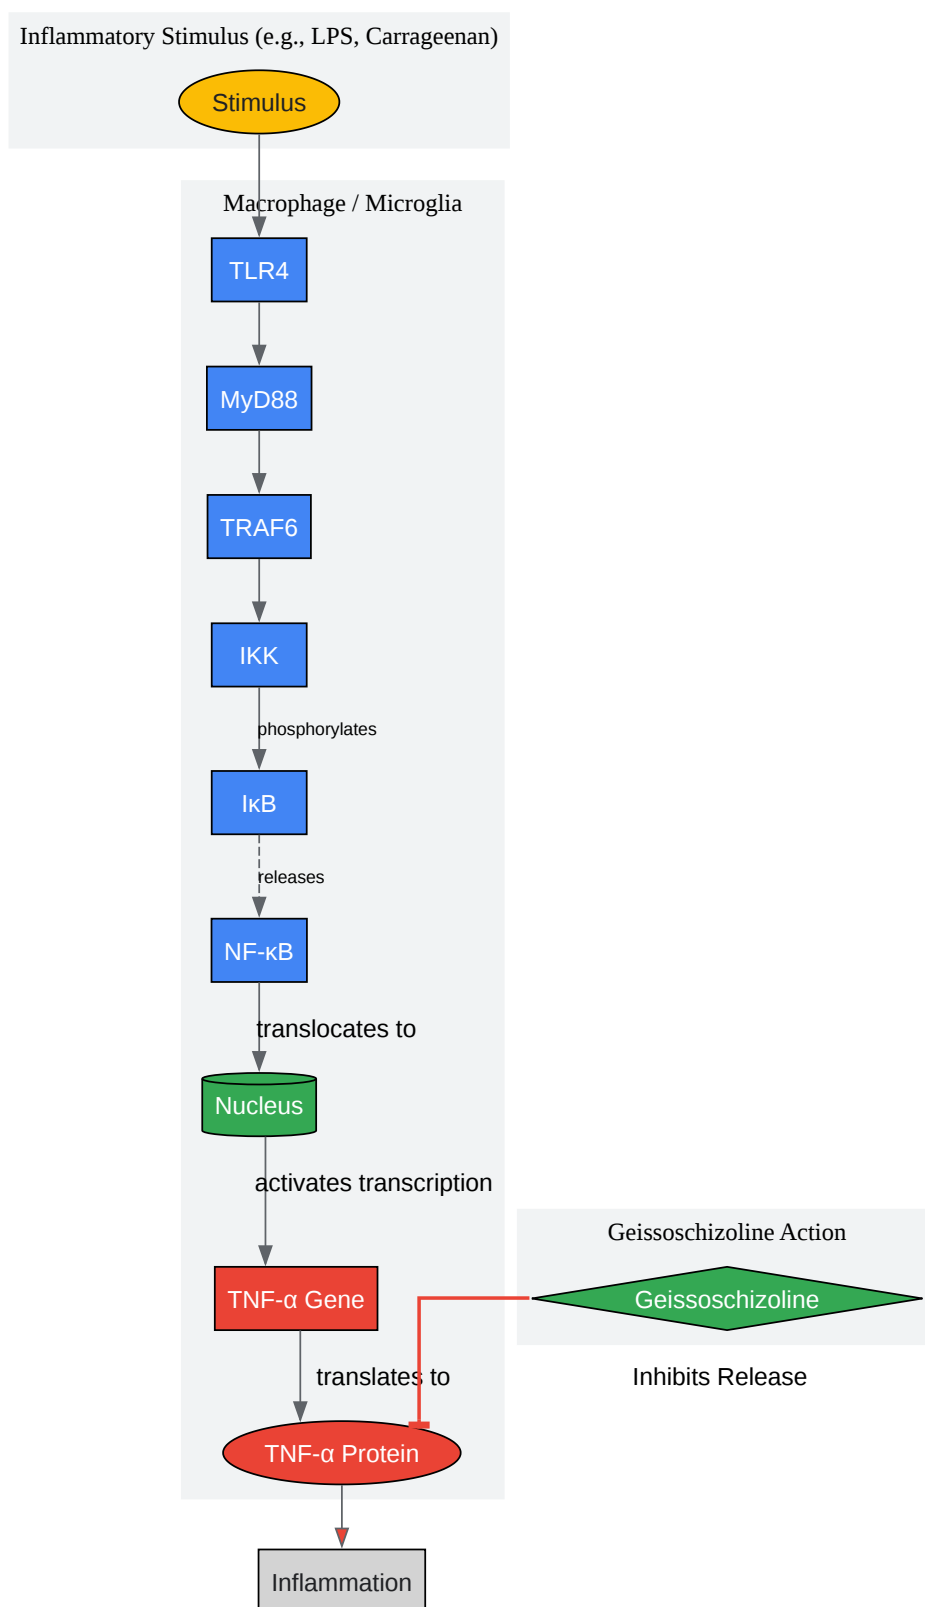 Inflammatory Stimulus (e.g., LPS, Carrageenan)
Stimulus
Macrophage / Microglia
TLR4
MyD88
TRAF6
IKK
phosphorylates
IκB
releases
NF-κB
translocates to
Nucleus
activates transcription
Geissoschizoline Action
TNF-α Gene
Geissoschizoline
translates to
Inhibits Release
TNF-α Protein
Inflammation